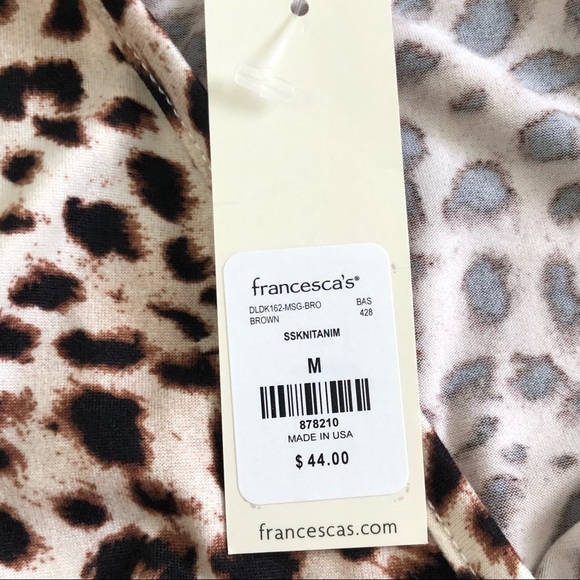 francesca's®
DLDK162-MSG-BRO BAS
BROWN 428
SSKNITANIM
M
878210
MADE IN USA
$ 44.00
francescas.com